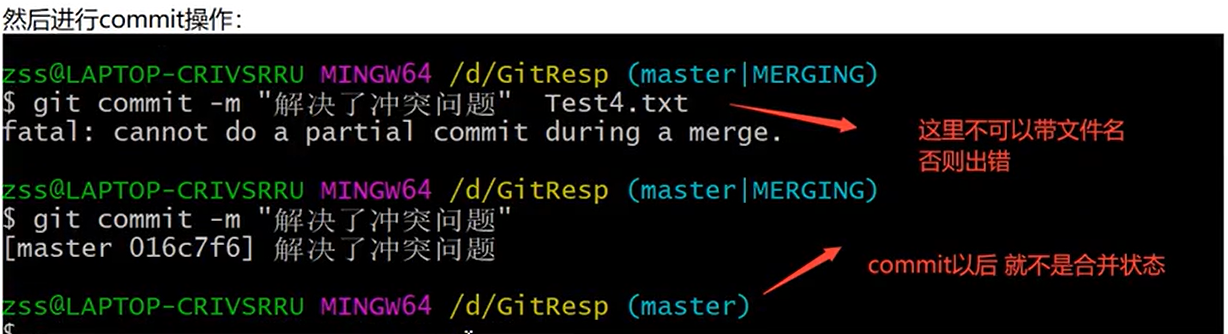 然后进行commit操作：
zss@LAPTOP-CRIVSRRU MINGW64 /d/GitResp (master|MERGING)
$ git commit -m "解决了冲突问题"  Test4.txt
fatal: cannot do a partial commit during a merge.
这里不可以带文件名
否则出错
zss@LAPTOP-CRIVSRRU MINGW64 /d/GitResp (master|MERGING)
$ git commit -m "解决了冲突问题"
[master 016c7f6] 解决了冲突问题
commit以后 就不是合并状态
zss@LAPTOP-CRIVSRRU MINGW64 /d/GitResp (master)
$